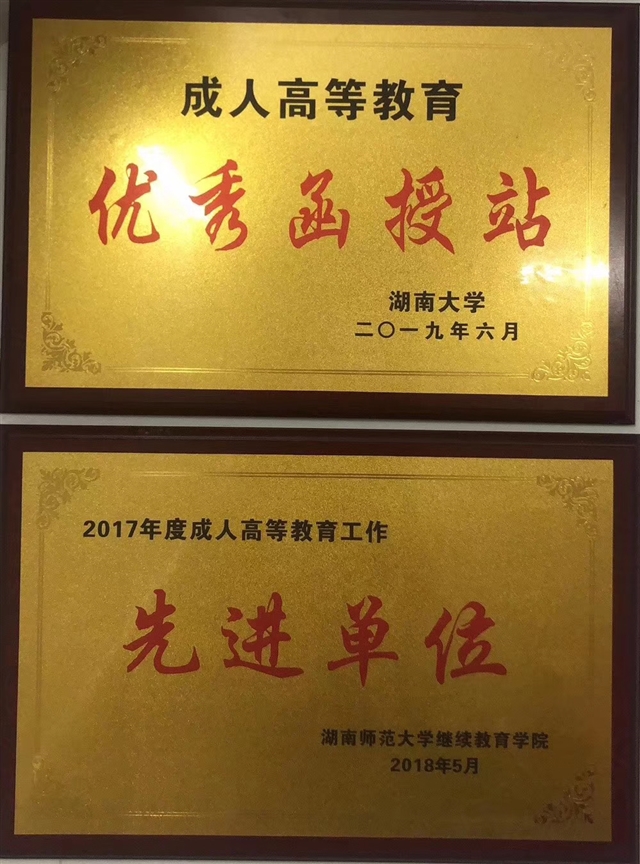 成人高等教育
优秀函授站
湖南大学
二〇一九年六月
2017年度成人高等教育工作
先进单位
湖南师范大学继续教育学院
2018年5月